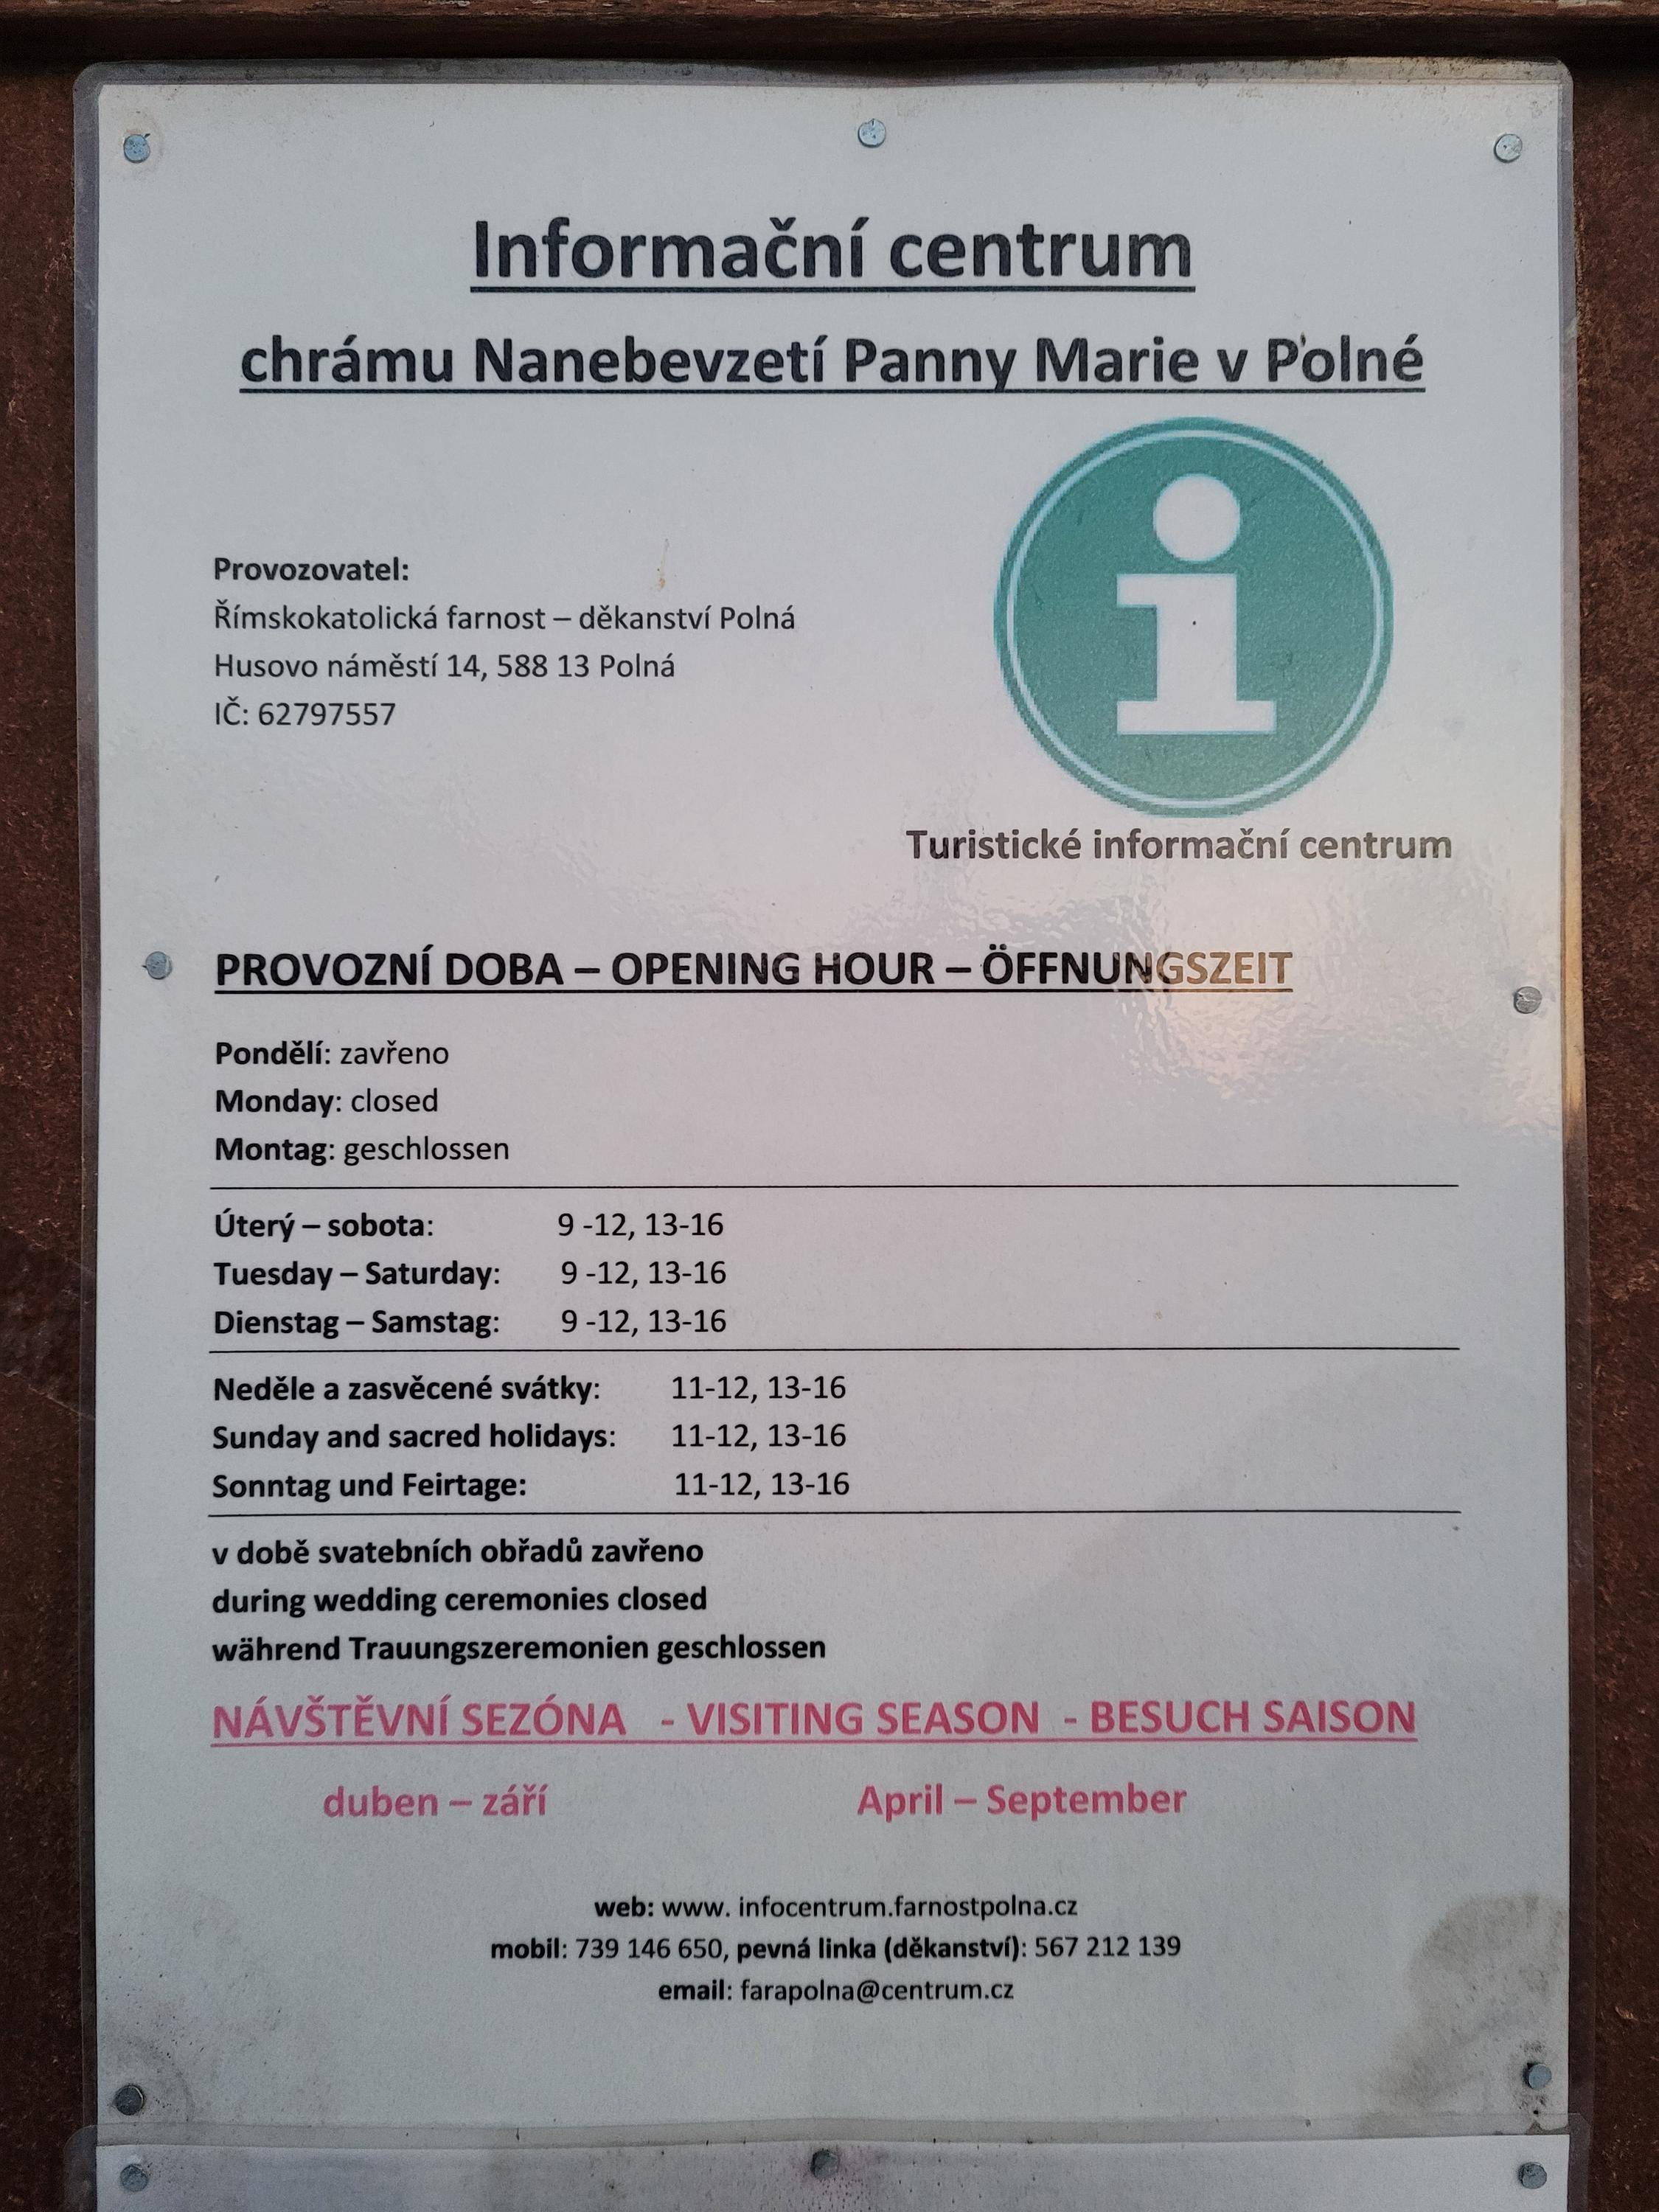 Informační centrum
chrámu Nanebevzetí Panny Marie v Polné
Provozovatel:
Římskokatolická farnost – děkanství Polná
Husovo náměstí 14, 588 13 Polná
IČ: 62797557
i
Turistické informační centrum
PROVOZNÍ DOBA – OPENING HOUR – ÖFFNUNGSZEIT
Pondělí: zavřeno
Monday: closed
Montag: geschlossen
Úterý – sobota: 9 -12, 13-16
Tuesday – Saturday: 9 -12, 13-16
Dienstag – Samstag: 9 -12, 13-16
Neděle a zasvěcené svátky: 11-12, 13-16
Sunday and sacred holidays: 11-12, 13-16
Sonntag und Feirtage: 11-12, 13-16
v době svatebních obřadů zavřeno
during wedding ceremonies closed
während Trauungszeremonien geschlossen
NÁVŠTĚVNÍ SEZÓNA - VISITING SEASON - BESUCH SAISON
duben – září April – September
web: www. infocentrum.farnostpolna.cz
mobil: 739 146 650, pevná linka (děkanství): 567 212 139
email: farapolna@centrum.cz